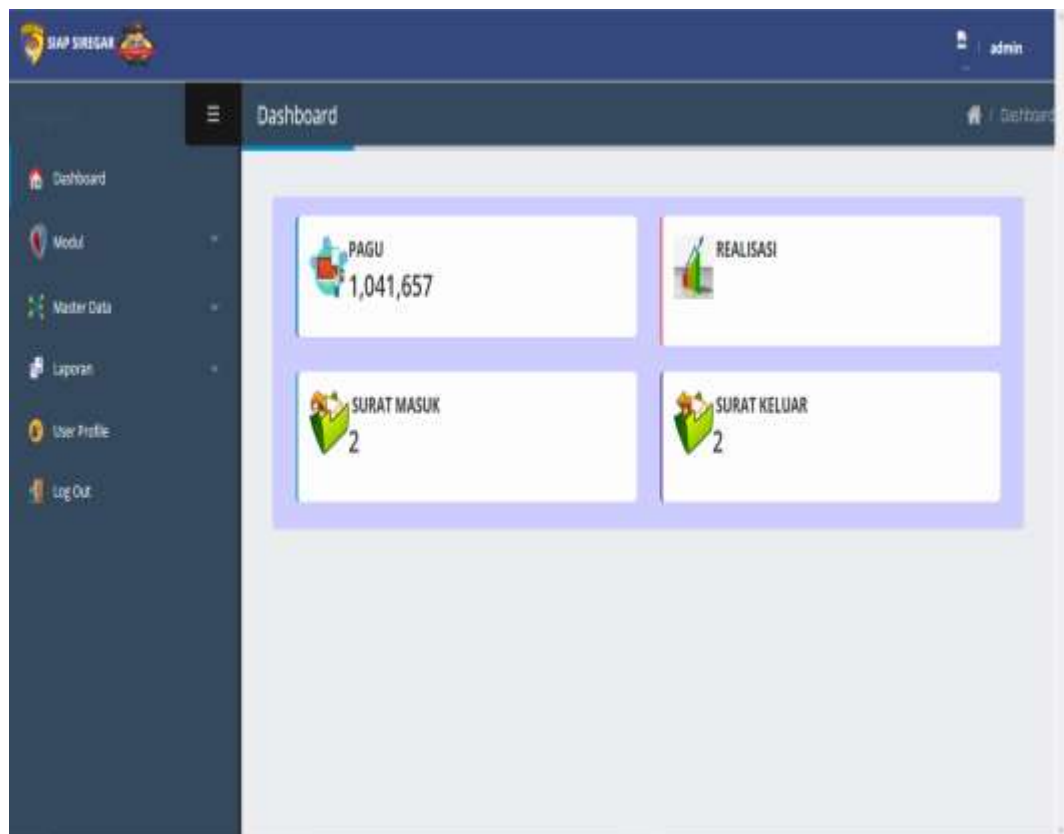 SIAP SIREGAR
admin
Dashboard
/ Dashboard
Dashboard
Modul
Master Data
Laporan
User Profile
Log Out
PAGU
1,041,657
REALISASI
SURAT MASUK
2
SURAT KELUAR
2